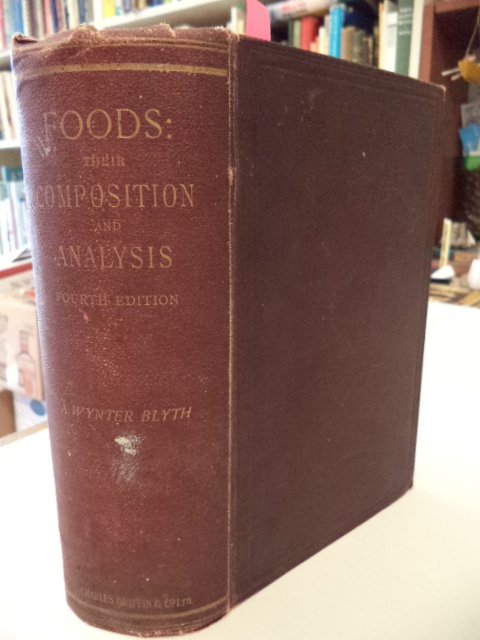 FOODS:
THEIR
COMPOSITION
AND
ANALYSIS
FOURTH EDITION
A. WYNTER BLYTH
CHARLES GRIFFIN & CO LTD.